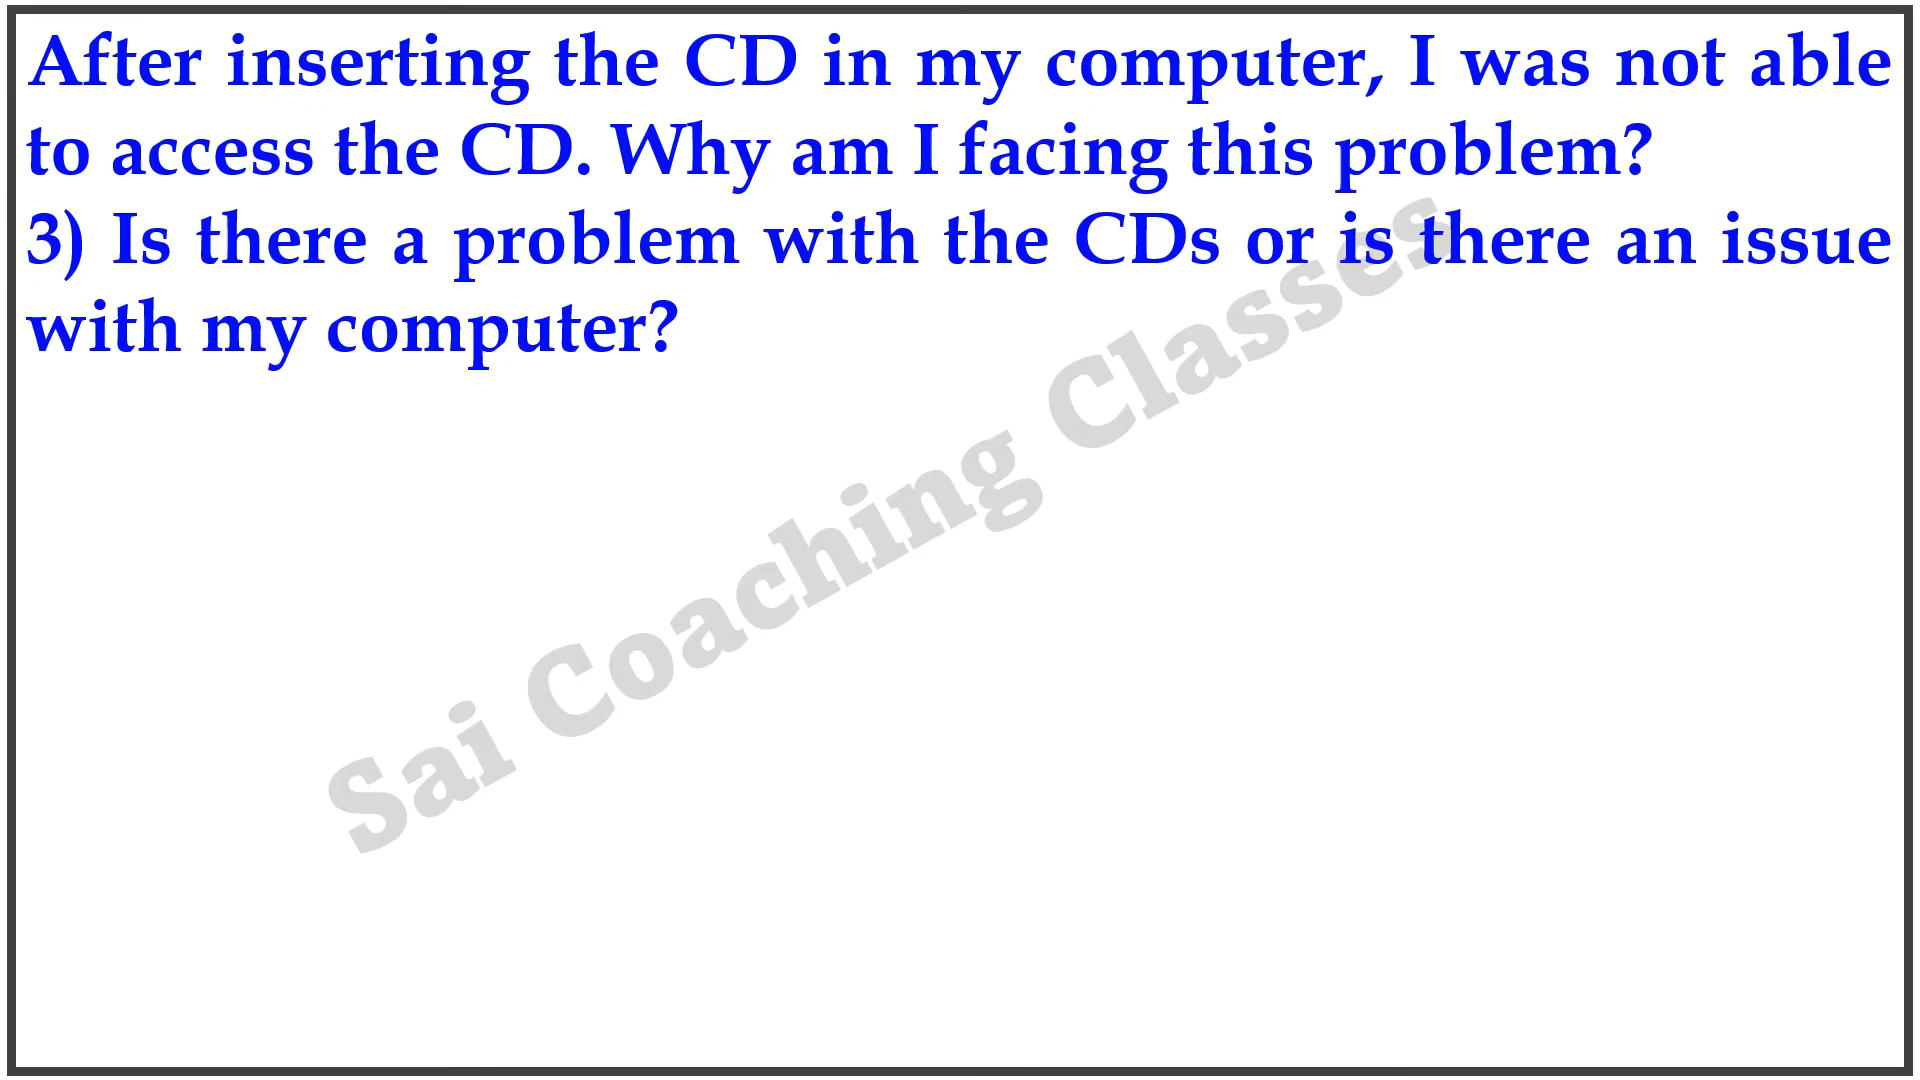 After inserting the CD in my computer, I was not able
to access the CD. Why am I facing this problem?
3) Is there a problem with the CDs or is there an issue
with my computer?
Sai Coaching Classes